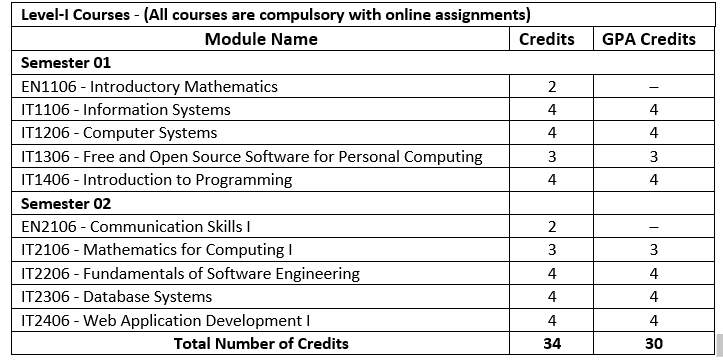 Level-I Courses - (All courses are compulsory with online assignments)
Module Name Credits GPA Credits
Semester 01
EN1106 - Introductory Mathematics 2 –
IT1106 - Information Systems 4 4
IT1206 - Computer Systems 4 4
IT1306 - Free and Open Source Software for Personal Computing 3 3
IT1406 - Introduction to Programming 4 4
Semester 02
EN2106 - Communication Skills I 2 –
IT2106 - Mathematics for Computing I 3 3
IT2206 - Fundamentals of Software Engineering 4 4
IT2306 - Database Systems 4 4
IT2406 - Web Application Development I 4 4
Total Number of Credits 34 30